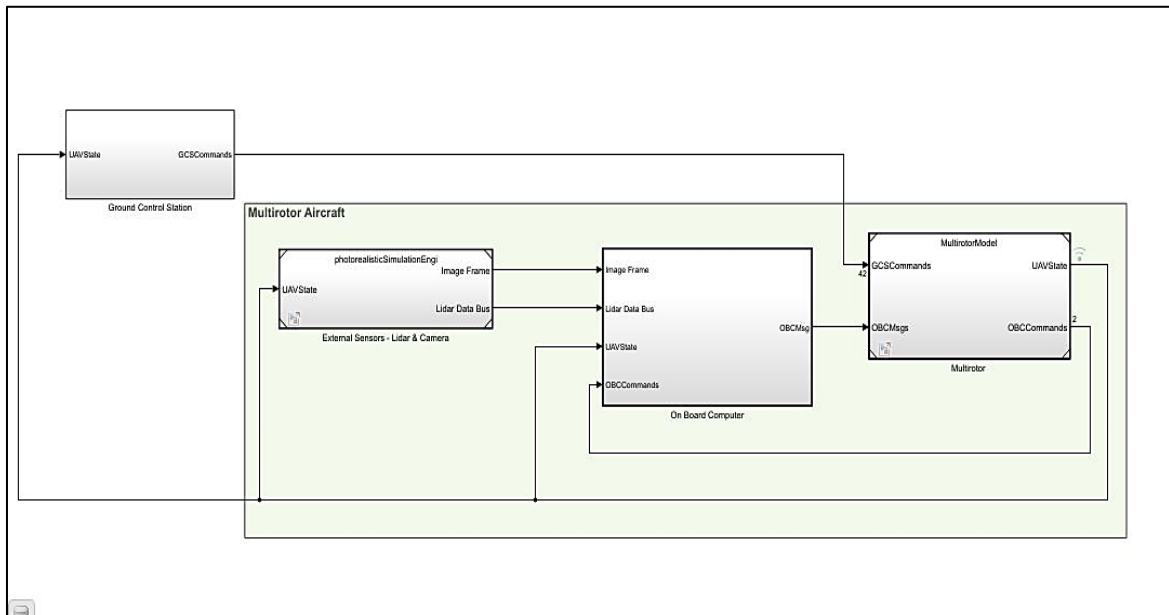 UAVState
GCSCommands
Ground Control Station
Multirotor Aircraft
photorealisticSimulationEngi
Image Frame
UAVState
Lidar Data Bus
External Sensors - Lidar & Camera
Image Frame
Lidar Data Bus
UAVState
OBCCommands
OBCMsg
On Board Computer
MultirotorModel
GCSCommands
42
UAVState
OBCMsgs
OBCCommands
2
Multirotor